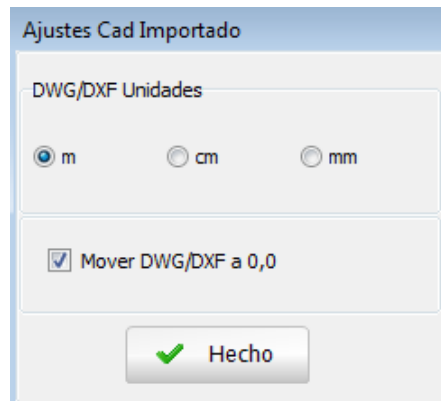 Ajustes Cad Importado
DWG/DXF Unidades
m cm mm
Mover DWG/DXF a 0,0
Hecho